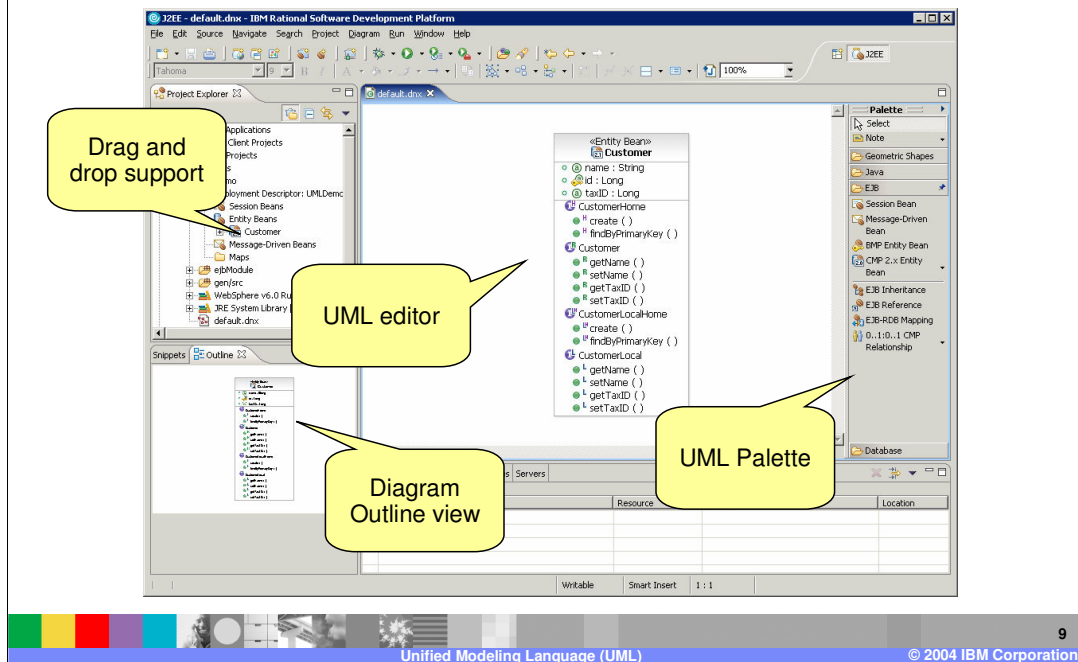 J2EE - default.dnx - IBM Rational Software Development Platform
File Edit Source Navigate Search Project Diagram Run Window Help
J2EE
Tahoma 9 B I A 100%
Project Explorer
default.dnx
Applications
Client Projects
Projects
Deployment Descriptor: UMLDemo
Session Beans
Entity Beans
Customer
Message-Driven Beans
Maps
ejbModule
gen/src
WebSphere v6.0 Ru
JRE System Library [
default.dnx
Drag and
drop support
«Entity Bean»
Customer
name : String
id : Long
taxID : Long
CustomerHome
H create ( )
H findByPrimaryKey ( )
Customer
R getName ( )
R setName ( )
R getTaxID ( )
R setTaxID ( )
CustomerLocalHome
LH create ( )
LH findByPrimaryKey ( )
CustomerLocal
L getName ( )
L setName ( )
L getTaxID ( )
L setTaxID ( )
UML editor
Palette
Select
Note
Geometric Shapes
Java
EJB
Session Bean
Message-Driven
Bean
BMP Entity Bean
CMP 2.x Entity
Bean
EJB Inheritance
EJB Reference
EJB-RDB Mapping
0..1:0..1 CMP
Relationship
Database
UML Palette
Snippets Outline
Diagram
Outline view
s Servers
Resource
Location
Writable Smart Insert 1 : 1
9
Unified Modeling Language (UML)
© 2004 IBM Corporation